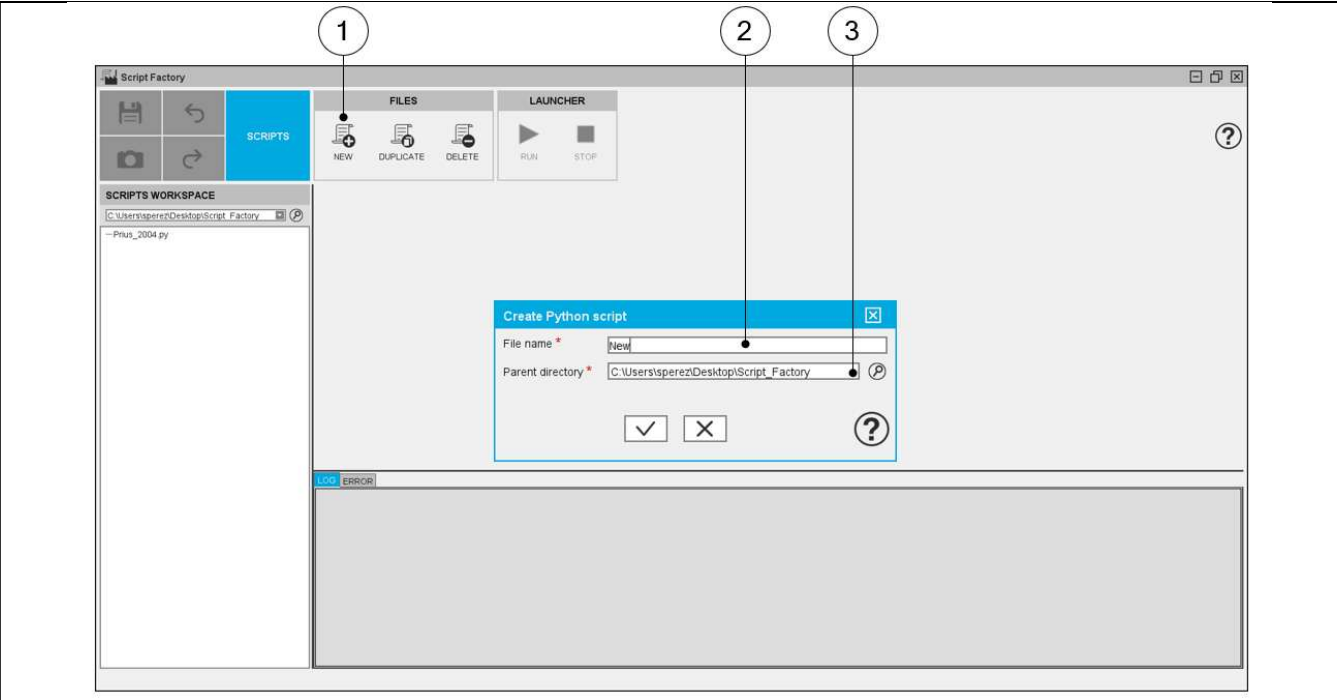 1
2
3
Script Factory
FILES
LAUNCHER
SCRIPTS
NEW
DUPLICATE
DELETE
RUN
STOP
?
SCRIPTS WORKSPACE
C:\Users\sperez\Desktop\Script_Factory
Prius_2004.py
Create Python script
File name *
New
Parent directory *
C:\Users\sperez\Desktop\Script_Factory
?
LOG
ERROR